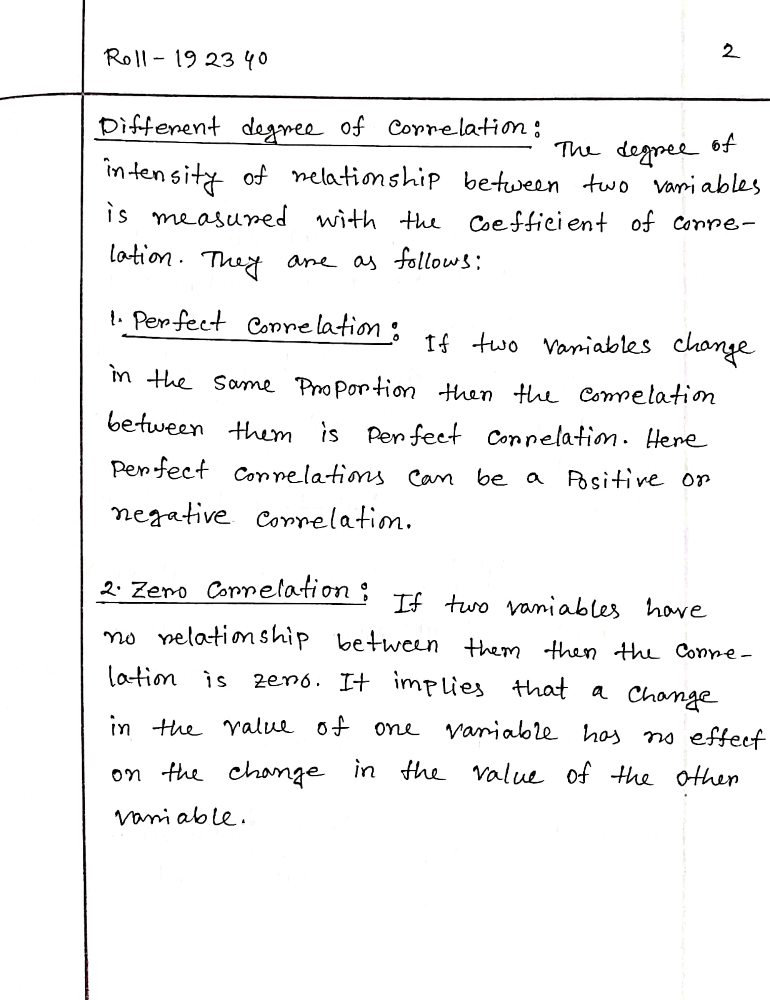 Roll - 192340
2
Different degree of Correlation: The degree of
intensity of relationship between two variables
is measured with the coefficient of corre-
lation. They are as follows:
1. Perfect Correlation: If two variables change
in the same Proportion then the correlation
between them is Perfect correlation. Here
Perfect correlations can be a Positive or
negative correlation.
2. Zero Correlation: If two variables have
no relationship between them then the corre-
lation is zero. It implies that a change
in the value of one variable has no effect
on the change in the value of the other
variable.